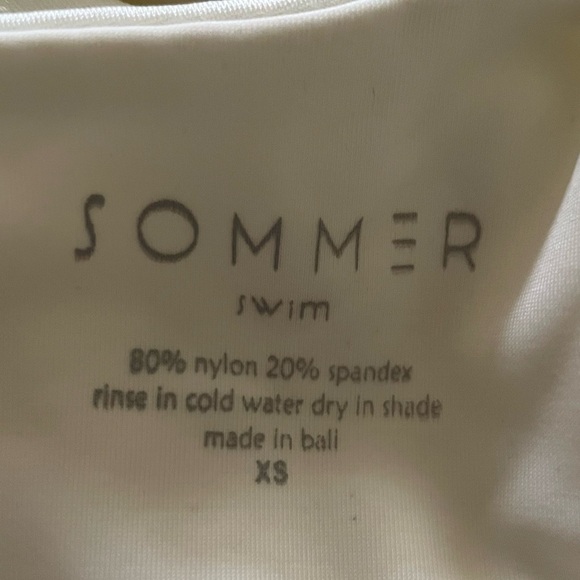 SOMMER
swim
80% nylon 20% spandex
rinse in cold water dry in shade
made in bali
XS